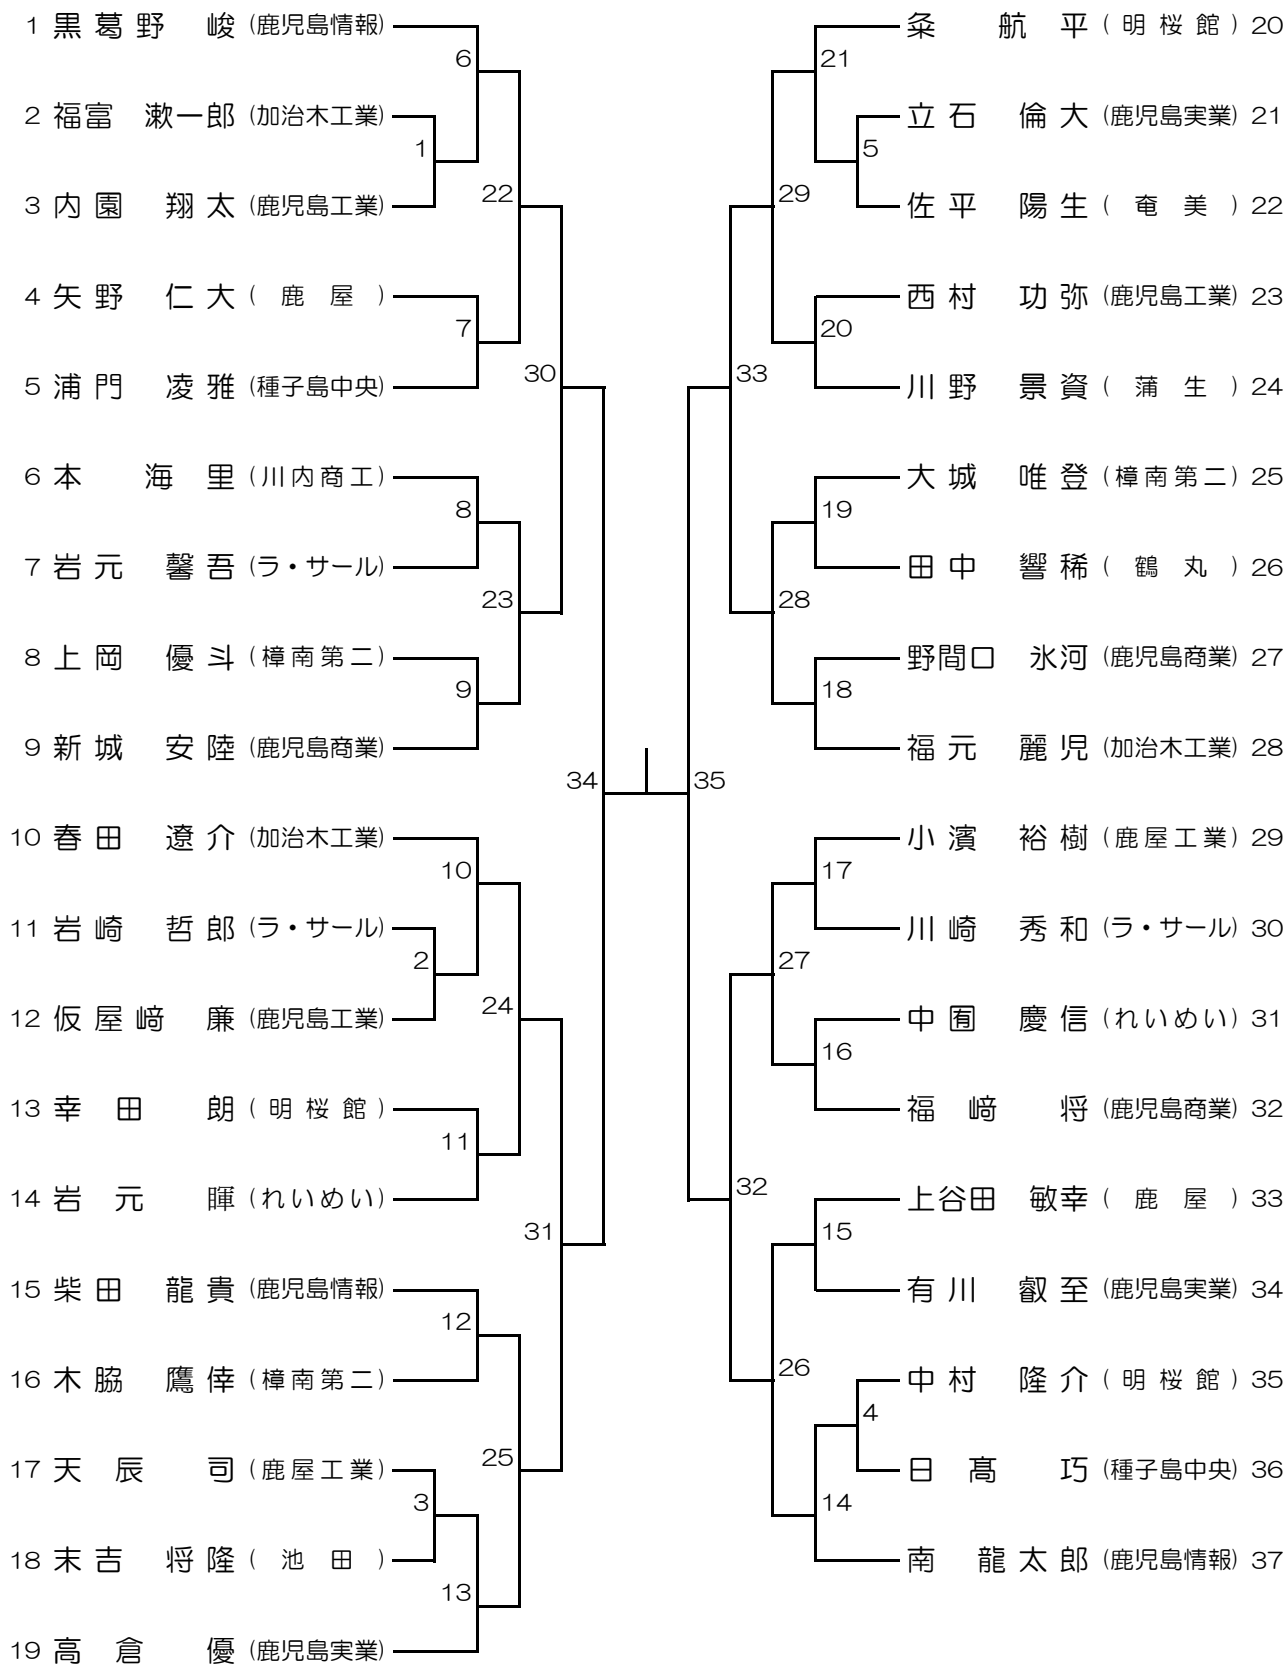 1 黒葛野 峻 (鹿児島情報)
2 福富 漱一郎 (加治木工業)
3 内園 翔太 (鹿児島工業)
4 矢野 仁大 (鹿屋)
5 浦門 凌雅 (種子島中央)
6 本 海里 (川内商工)
7 岩元 馨吾 (ラ・サール)
8 上岡 優斗 (樟南第二)
9 新城 安陸 (鹿児島商業)
10 春田 遼介 (加治木工業)
11 岩崎 哲郎 (ラ・サール)
12 仮屋﨑 廉 (鹿児島工業)
13 幸田 朗 (明桜館)
14 岩元 暉 (れいめい)
15 柴田 龍貴 (鹿児島情報)
16 木脇 鷹倖 (樟南第二)
17 天辰 司 (鹿屋工業)
18 末吉 将隆 (池田)
19 高倉 優 (鹿児島実業)
6
1
22
7
30
8
23
9
34
10
2
24
11
31
12
25
3
13
粂 航平 (明桜館) 20
立石 倫大 (鹿児島実業) 21
佐平 陽生 (奄美) 22
西村 功弥 (鹿児島工業) 23
川野 景資 (蒲生) 24
大城 唯登 (樟南第二) 25
田中 響稀 (鶴丸) 26
野間口 氷河 (鹿児島商業) 27
福元 麗児 (加治木工業) 28
小濱 裕樹 (鹿屋工業) 29
川崎 秀和 (ラ・サール) 30
中囿 慶信 (れいめい) 31
福﨑 将 (鹿児島商業) 32
上谷田 敏幸 (鹿屋) 33
有川 叡至 (鹿児島実業) 34
中村 隆介 (明桜館) 35
日髙 巧 (種子島中央) 36
南 龍太郎 (鹿児島情報) 37
21
5
29
20
33
19
28
18
35
17
27
16
32
15
26
4
14